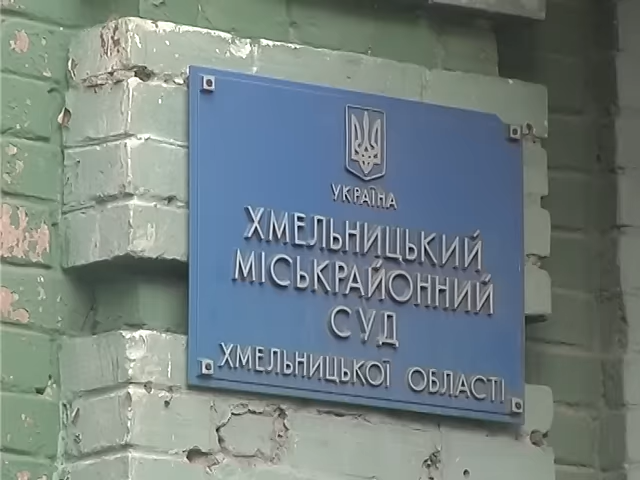 УКРАЇНА
ХМЕЛЬНИЦЬКИЙ
МІСЬКРАЙОННИЙ
СУД
ХМЕЛЬНИЦЬКОЇ ОБЛАСТІ